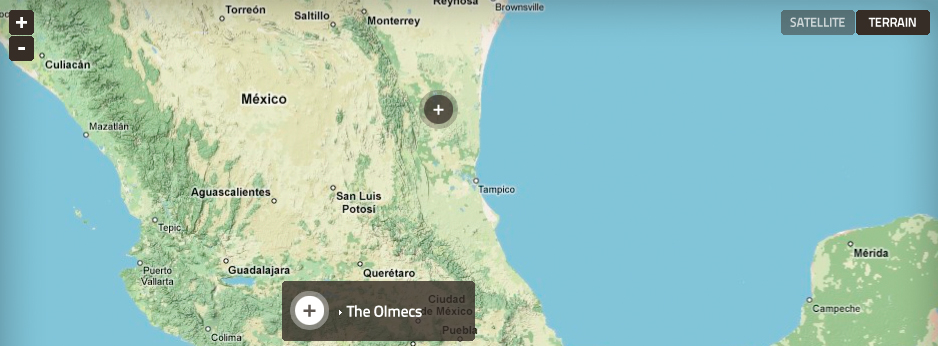 Torreón
Saltillo
Monterrey
Reynosa
Brownsville
+
-
SATELLITE
TERRAIN
Culiacán
México
+
Mazatlán
Aguascalientes
San Luis
Potosí
Tampico
Tepic
Puerto
Vallarta
Guadalajara
Querétaro
Mérida
Ciudad
de México
+
The Olmecs
Campeche
Puebla
Colima